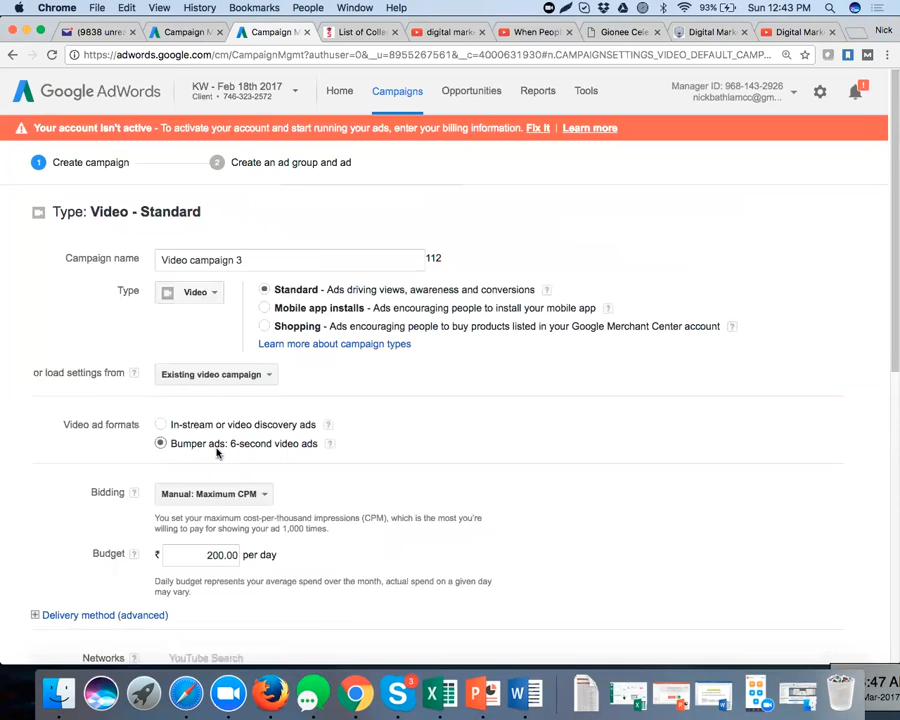 Chrome File Edit View History Bookmarks People Window Help 93% Sun 12:43 PM
(9838 unre Campaign M Campaign M List of Colle digital marke When People Gionee Cele Digital Mark Digital Mark Nick
https://adwords.google.com/CampaignMgmt?authuser=0&__u=8955267561&__c=4000631930#n.CAMPAIGNSETTINGS_VIDEO_DEFAULT_CAMP...
Google AdWords
KW - Feb 18th 2017
Client • 746-323-2572
Home Campaigns Opportunities Reports Tools
Manager ID: 968-143-2926
nickbathlamcc@gm...
!
Your account isn't active - To activate your account and start running your ads, enter your billing information. Fix It | Learn more
1 Create campaign 2 Create an ad group and ad
Type: Video - Standard
Campaign name Video campaign 3 112
Type Video Standard - Ads driving views, awareness and conversions ?
Mobile app installs - Ads encouraging people to install your mobile app ?
Shopping - Ads encouraging people to buy products listed in your Google Merchant Center account ?
Learn more about campaign types
or load settings from ? Existing video campaign
Video ad formats In-stream or video discovery ads ?
Bumper ads: 6-second video ads ?
Bidding ? Manual: Maximum CPM
You set your maximum cost-per-thousand impressions (CPM), which is the most you're
willing to pay for showing your ad 1,000 times.
Budget ? ₹ 200.00 per day
Daily budget represents your average spend over the month, actual spend on a given day
may vary.
Delivery method (advanced)
Networks ? YouTube Search
3
:47 AM
-Mar-2017